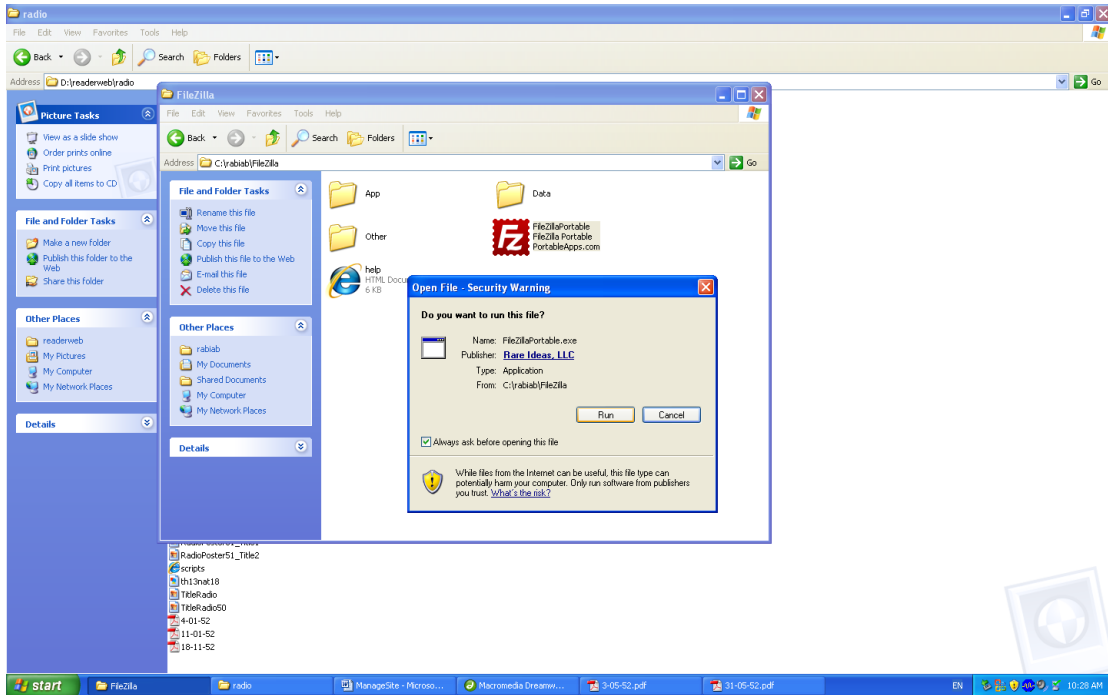 radio
File Edit View Favorites Tools Help
Back Search Folders
Address D:\readerweb\radio Go
Picture Tasks
View as a slide show
Order prints online
Print pictures
Copy all items to CD
File and Folder Tasks
Make a new folder
Publish this folder to the
Web
Share this folder
Other Places
readerweb
My Pictures
My Computer
My Network Places
Details
FileZilla
File Edit View Favorites Tools Help
Back Search Folders
Address C:\rabiab\FileZilla Go
File and Folder Tasks
Rename this file
Move this file
Copy this file
Publish this file to the Web
E-mail this file
Delete this file
Other Places
rabiab
My Documents
Shared Documents
My Computer
My Network Places
Details
App
Data
Other
FileZillaPortable
FileZilla Portable
PortableApps.com
help
HTML Docu
6 KB
Open File - Security Warning
Do you want to run this file?
Name: FileZillaPortable.exe
Publisher: Rare Ideas, LLC
Type: Application
From: C:\rabiab\FileZilla
Run Cancel
Always ask before opening this file
While files from the Internet can be useful, this file type can
potentially harm your computer. Only run software from publishers
you trust. What's the risk?
RadioPoster51_Title2
scripts
th13nat18
TitleRadio
TitleRadio50
4-01-52
11-01-52
18-11-52
start FileZilla radio ManageSite - Microso... Macromedia Dreamw... 3-05-52.pdf 31-05-52.pdf EN 10:28 AM